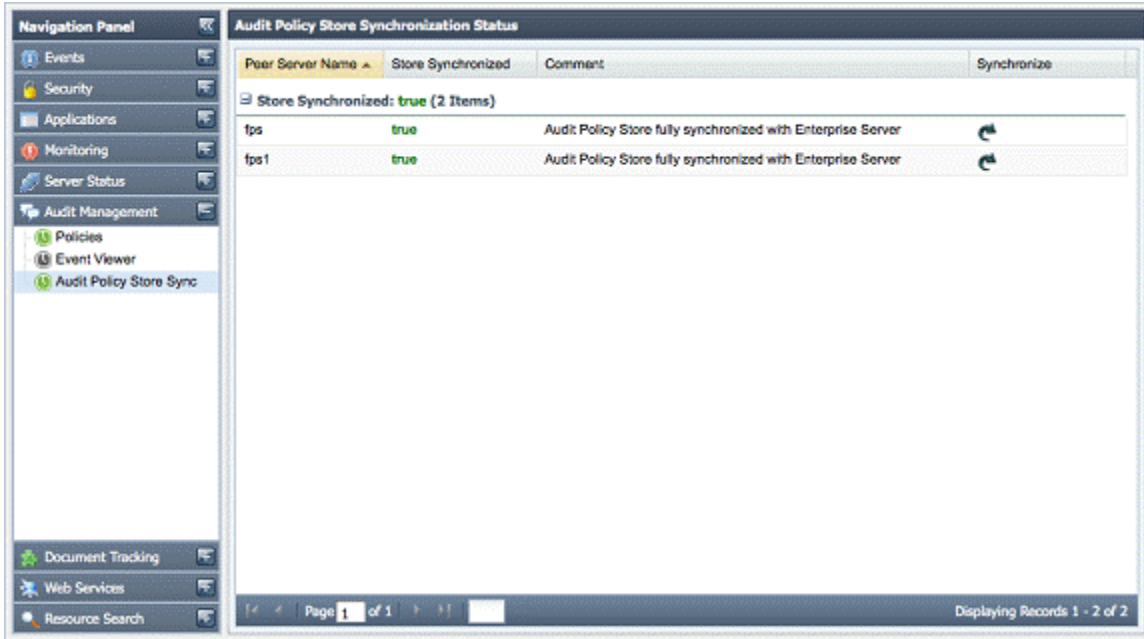 Navigation Panel
Events
Security
Applications
Monitoring
Server Status
Audit Management
Policies
Event Viewer
Audit Policy Store Sync
Document Tracking
Web Services
Resource Search
Audit Policy Store Synchronization Status
Peer Server Name Store Synchronized Comment Synchronize
Store Synchronized: true (2 Items)
fps true Audit Policy Store fully synchronized with Enterprise Server
fps1 true Audit Policy Store fully synchronized with Enterprise Server
Page 1 of 1 Displaying Records 1 - 2 of 2